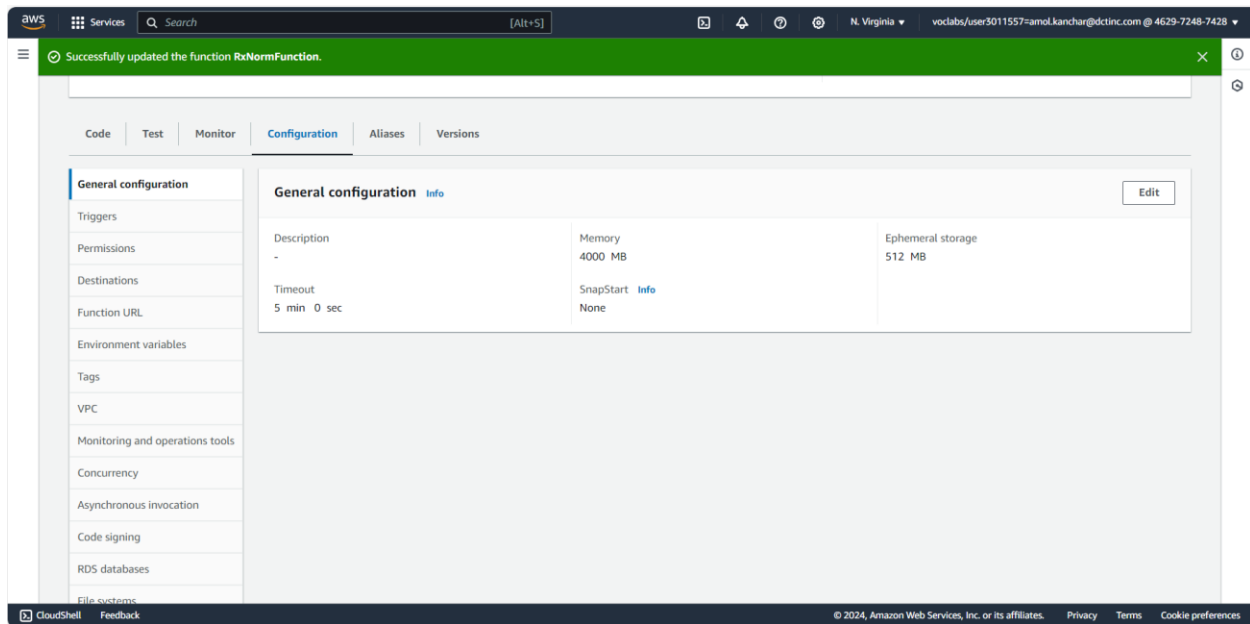 aws Services Search [Alt+S] N. Virginia voclabs/user3011557=amol.kanchar@dctinc.com @ 4629-7248-7428
Successfully updated the function RxNormFunction.
Code Test Monitor Configuration Aliases Versions
General configuration
Triggers
Permissions
Destinations
Function URL
Environment variables
Tags
VPC
Monitoring and operations tools
Concurrency
Asynchronous invocation
Code signing
RDS databases
File systems
General configuration Info Edit
Description
-
Timeout
5 min 0 sec
Memory
4000 MB
SnapStart Info
None
Ephemeral storage
512 MB
CloudShell Feedback © 2024, Amazon Web Services, Inc. or its affiliates. Privacy Terms Cookie preferences